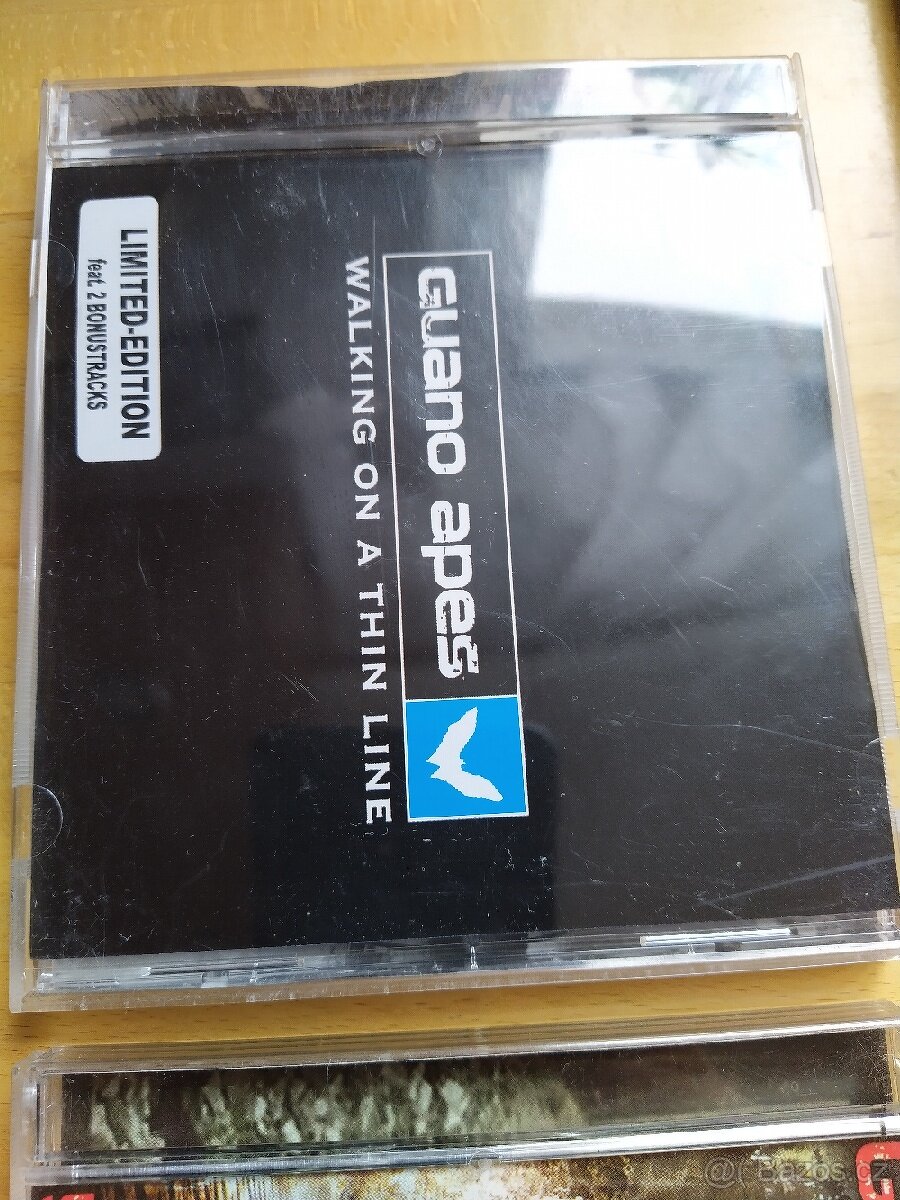 GUANO APES
WALKING ON A THIN LINE
LIMITED-EDITION
feat. 2 BONUSTRACKS
Bazos.cz